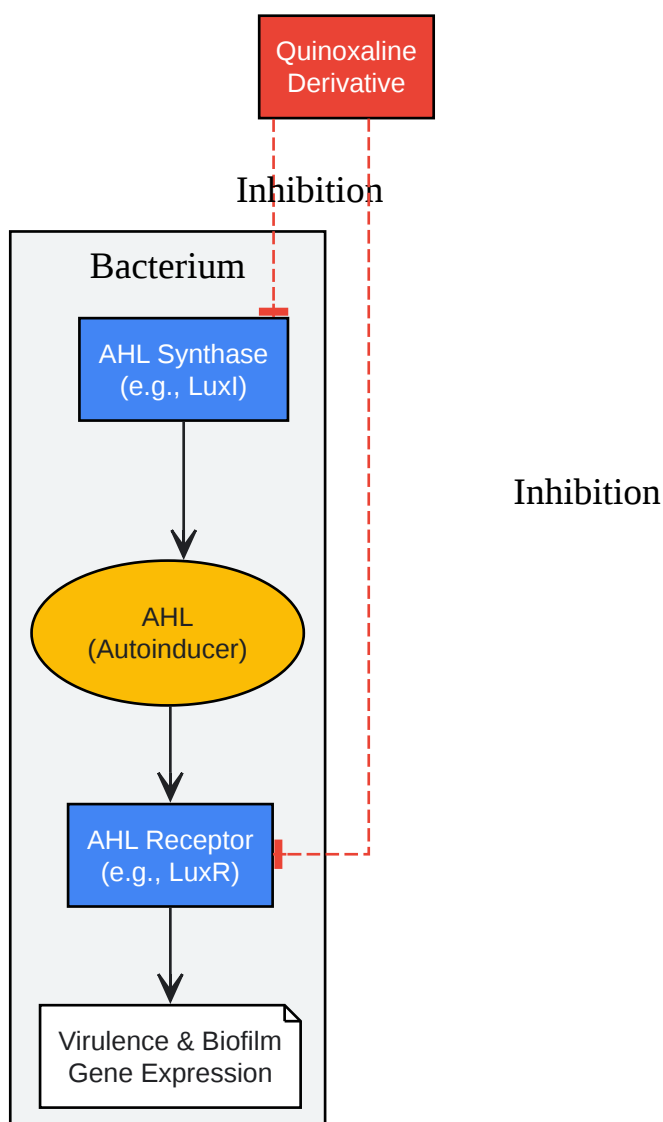 Quinoxaline
Derivative
Inhibition
Bacterium
AHL Synthase
(e.g., LuxI)
Inhibition
AHL
(Autoinducer)
AHL Receptor
(e.g., LuxR)
Virulence & Biofilm
Gene Expression